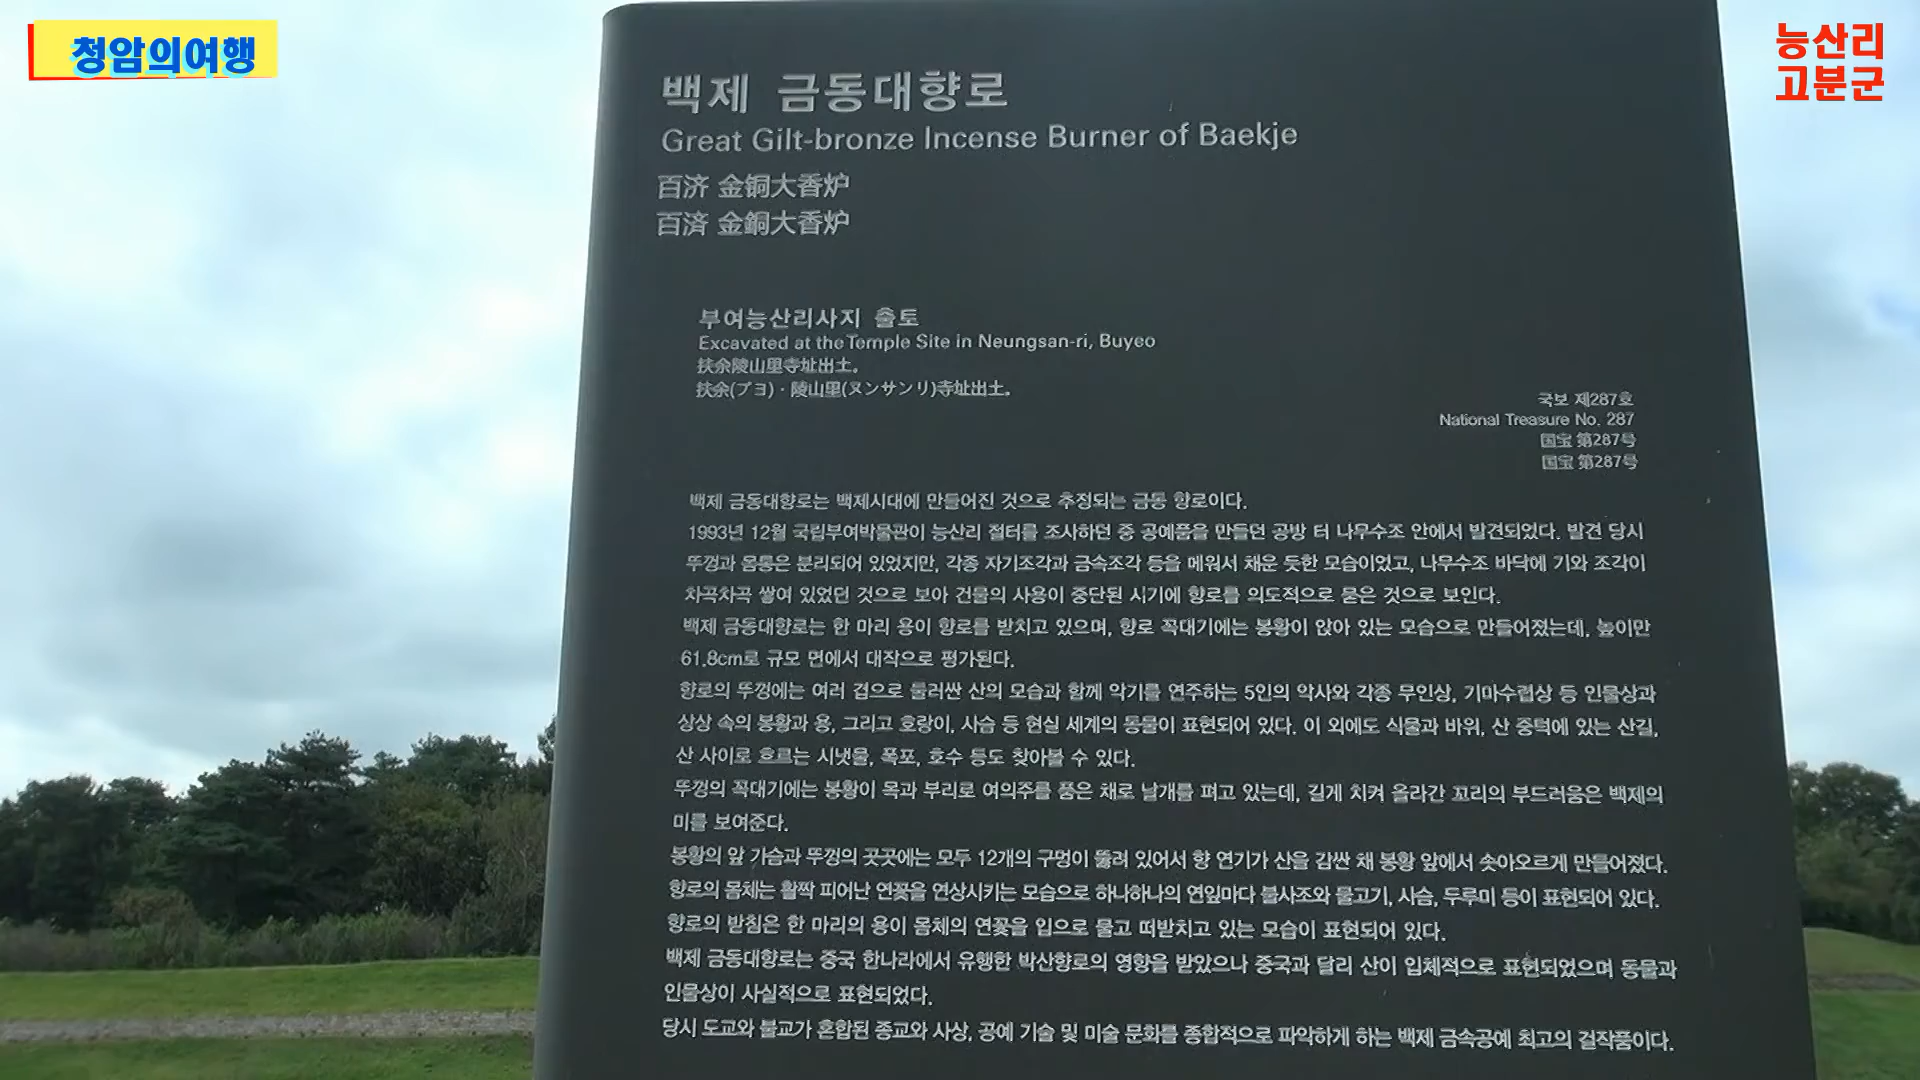 청암의여행
능산리
고분군
백제 금동대향로
Great Gilt-bronze Incense Burner of Baekje
百济 金铜大香炉
百済 金銅大香炉
부여능산리사지 출토
Excavated at the Temple Site in Neungsan-ri, Buyeo
扶余陵山里寺址出土。
扶余(プヨ)・陵山里(ヌンサンリ)寺址出土。
국보 제287호
National Treasure No. 287
国宝 第287号
国宝 第287号
백제 금동대향로는 백제시대에 만들어진 것으로 추정되는 금동 향로이다.
1993년 12월 국립부여박물관이 능산리 절터를 조사하던 중 공예품을 만들던 공방 터 나무수조 안에서 발견되었다. 발견 당시
뚜껑과 몸통은 분리되어 있었지만, 각종 자기조각과 금속조각 등을 메워서 채운 듯한 모습이었고, 나무수조 바닥에 기와 조각이
차곡차곡 쌓여 있었던 것으로 보아 건물의 사용이 중단된 시기에 향로를 의도적으로 묻은 것으로 보인다.
백제 금동대향로는 한 마리 용이 향로를 받치고 있으며, 향로 꼭대기에는 봉황이 앉아 있는 모습으로 만들어졌는데, 높이만
61.8cm로 규모 면에서 대작으로 평가된다.
향로의 뚜껑에는 여러 겹으로 둘러싼 산의 모습과 함께 악기를 연주하는 5인의 악사와 각종 무인상, 기마수렵상 등 인물상과
상상 속의 봉황과 용, 그리고 호랑이, 사슴 등 현실 세계의 동물이 표현되어 있다. 이 외에도 식물과 바위, 산 중턱에 있는 산길,
산 사이로 흐르는 시냇물, 폭포, 호수 등도 찾아볼 수 있다.
뚜껑의 꼭대기에는 봉황이 목과 부리로 여의주를 품은 채로 날개를 펴고 있는데, 길게 치켜 올라간 꼬리의 부드러움은 백제의
미를 보여준다.
봉황의 앞 가슴과 뚜껑의 곳곳에는 모두 12개의 구멍이 뚫려 있어서 향 연기가 산을 감싼 채 봉황 앞에서 솟아오르게 만들어졌다.
향로의 몸체는 활짝 피어난 연꽃을 연상시키는 모습으로 하나하나의 연잎마다 불사조와 물고기, 사슴, 두루미 등이 표현되어 있다.
향로의 받침은 한 마리의 용이 몸체의 연꽃을 입으로 물고 떠받치고 있는 모습이 표현되어 있다.
백제 금동대향로는 중국 한나라에서 유행한 박산향로의 영향을 받았으나 중국과 달리 산이 입체적으로 표현되었으며 동물과
인물상이 사실적으로 표현되었다.
당시 도교와 불교가 혼합된 종교와 사상, 공예 기술 및 미술 문화를 종합적으로 파악하게 하는 백제 금속공예 최고의 걸작품이다.